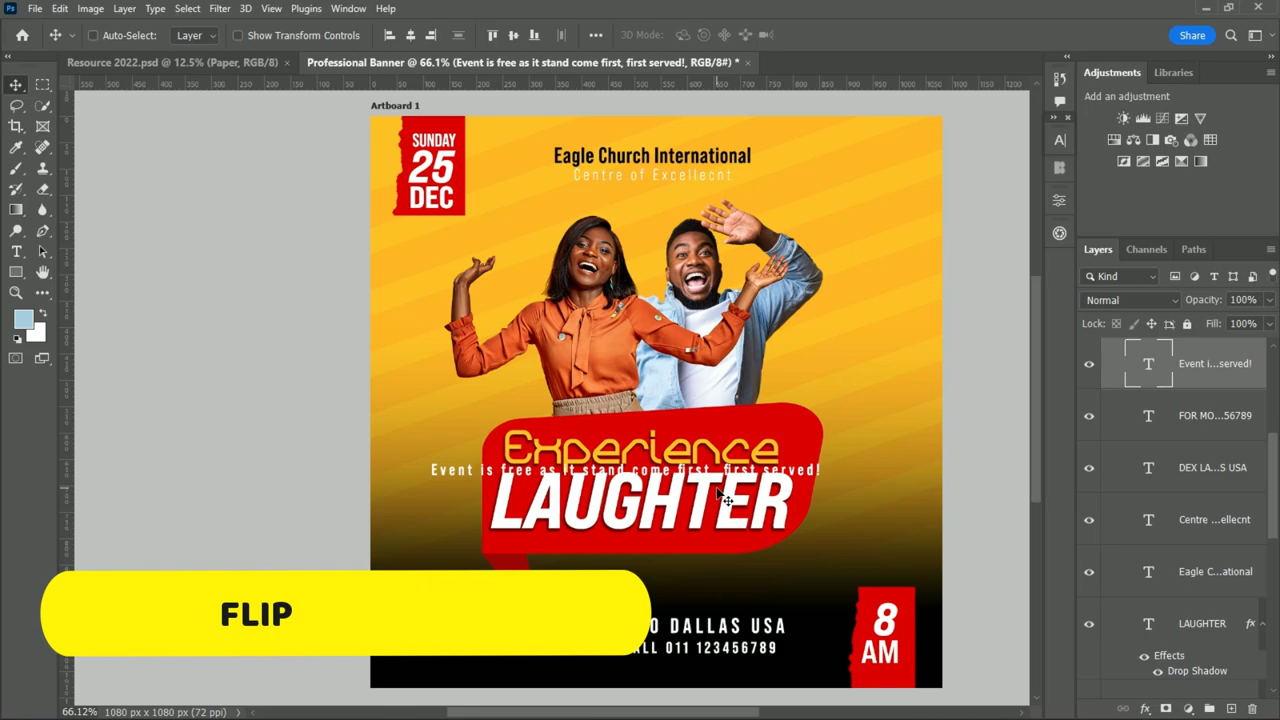 Ps File Edit Image Layer Type Select Filter 3D View Plugins Window Help
Auto-Select: Layer Show Transform Controls 3D Mode: Share
Resource 2022.psd @ 12.5% (Paper, RGB/8) × Professional Banner @ 66.1% (Event is free as it stand come first, first served!, RGB/8#) * ×
Artboard 1
SUNDAY
25
DEC
Eagle Church International
Centre of Excellecnt
Experience
Event is free as it stand come first, first served!
LAUGHTER
FLIP
O DALLAS USA
ALL 011 123456789
8
AM
66.12% 1080 px x 1080 px (72 ppi)
Adjustments Libraries
Add an adjustment
Layers Channels Paths
Kind
Normal Opacity: 100%
Lock: Fill: 100%
Event i...served!
FOR MO...56789
DEX LA...S USA
Centre ...ellecnt
Eagle C...ational
LAUGHTER fx
Effects
Drop Shadow